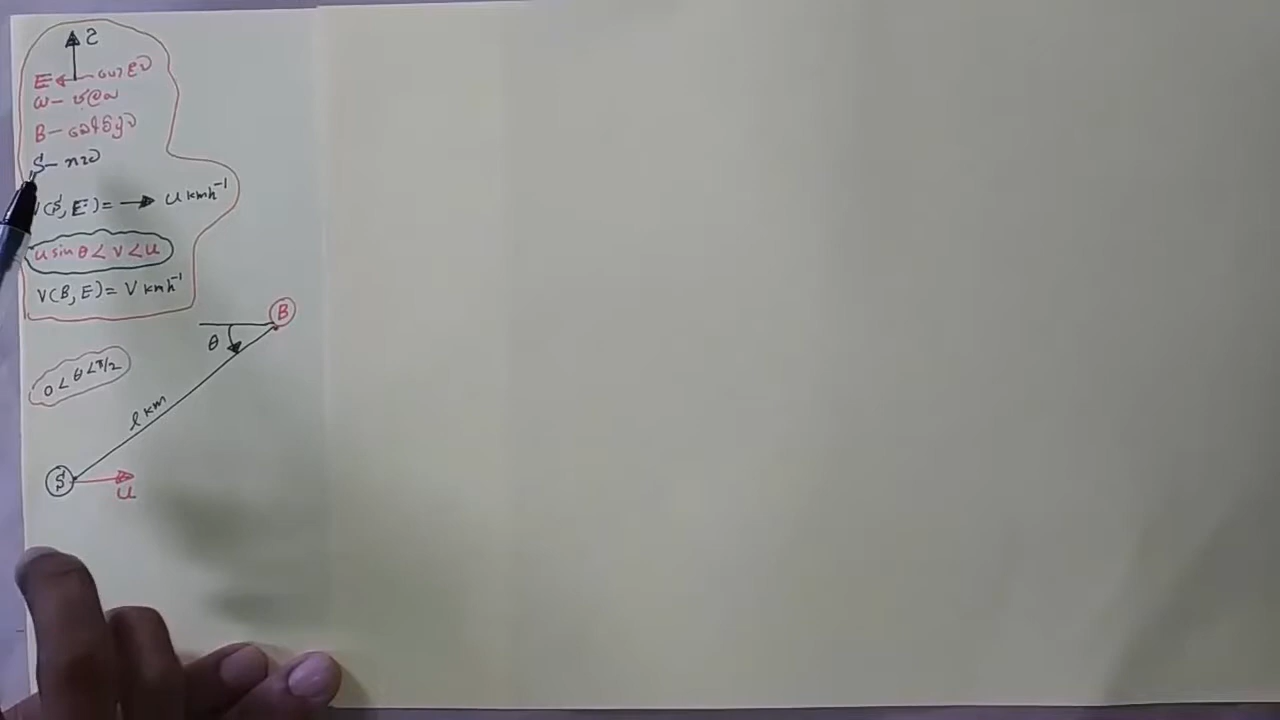 E
W –
B – බෝට්ටුව
S – නැව
V(S, E) = → u kmh⁻¹
u sin θ < v < u
V(B, E) = V kmh⁻¹
B
θ
0 < θ < π/2
l km
S
u